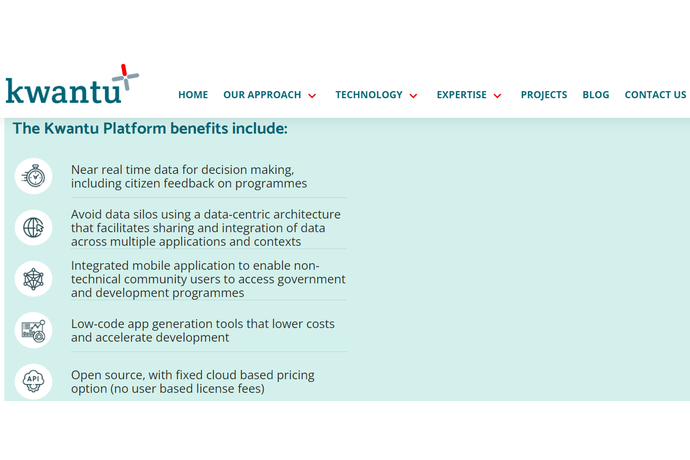 kwantu
HOME OUR APPROACH TECHNOLOGY EXPERTISE PROJECTS BLOG CONTACT US
The Kwantu Platform benefits include:
Near real time data for decision making,
including citizen feedback on programmes
Avoid data silos using a data-centric architecture
that facilitates sharing and integration of data
across multiple applications and contexts
Integrated mobile application to enable non-
technical community users to access government
and development programmes
Low-code app generation tools that lower costs
and accelerate development
API
Open source, with fixed cloud based pricing
option (no user based license fees)